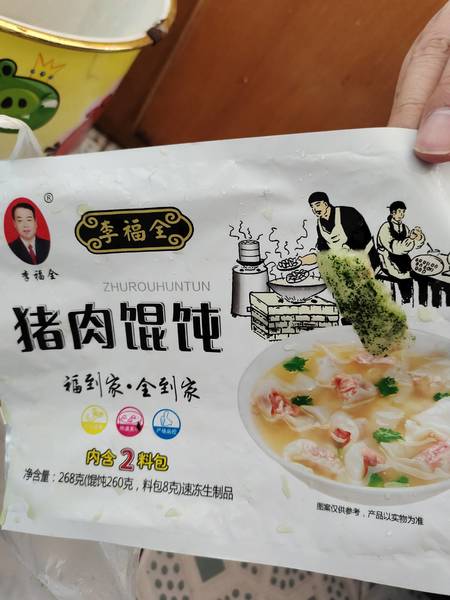 ®
李福全
李福全
ZHUROUHUNTUN
猪肉馄饨
福到家·全到家
内含2料包
净含量：268克(馄饨260克，料包8克)速冻生制品
图案仅供参考，产品以实物为准